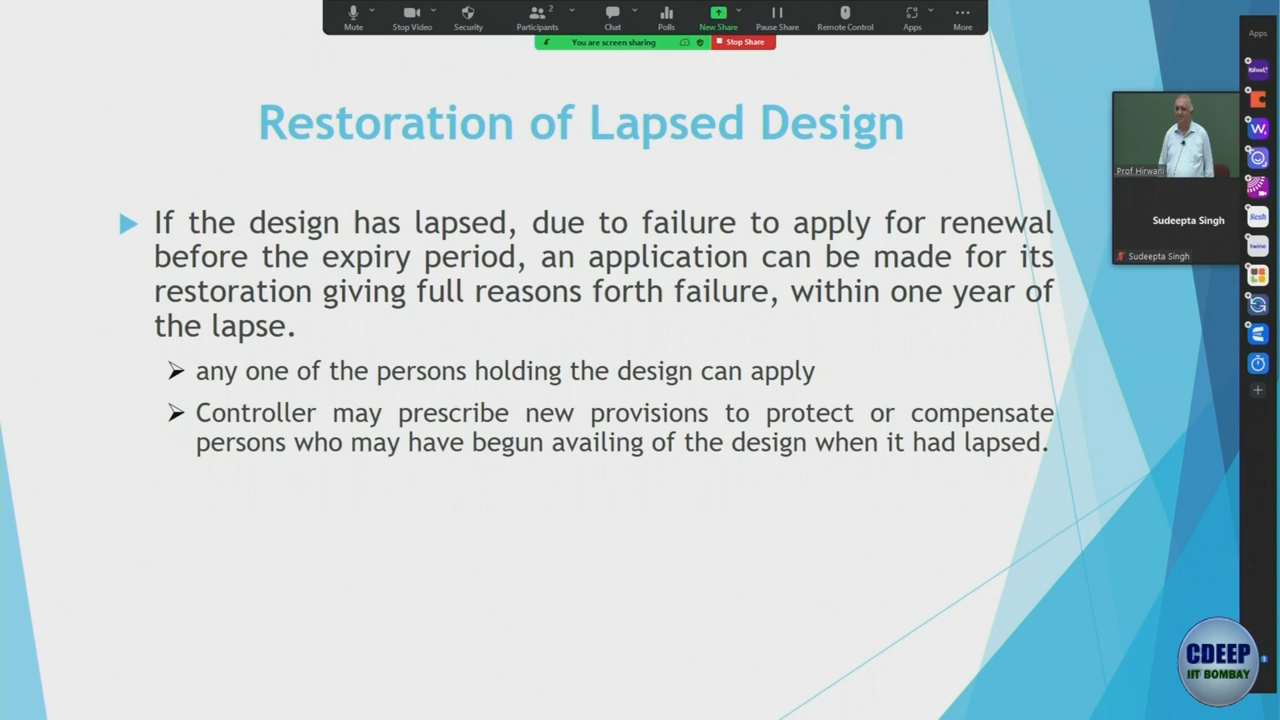 Mute
Stop Video
Security
Participants
2
Chat
Polls
New Share
Pause Share
Remote Control
Apps
More
You are screen sharing
Stop Share
Apps
Restoration of Lapsed Design
Prof Hirwani
Sudeepta Singh
Sudeepta Singh
If the design has lapsed, due to failure to apply for renewal
before the expiry period, an application can be made for its
restoration giving full reasons forth failure, within one year of
the lapse.
any one of the persons holding the design can apply
Controller may prescribe new provisions to protect or compensate
persons who may have begun availing of the design when it had lapsed.
CDEEP
IIT BOMBAY